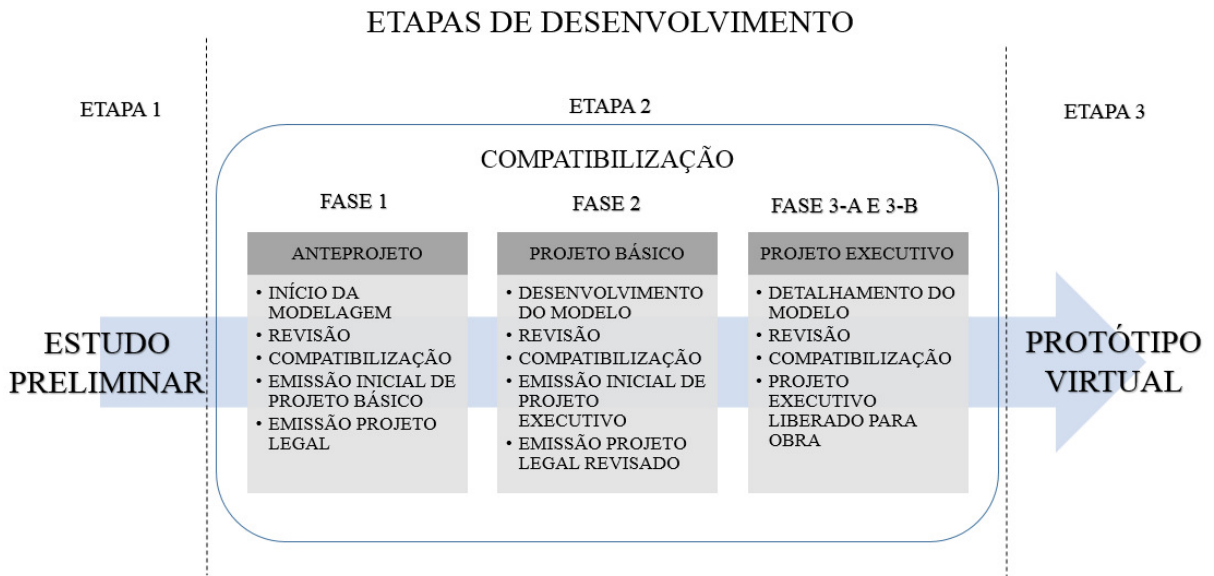 ETAPAS DE DESENVOLVIMENTO
ETAPA 1
ESTUDO
PRELIMINAR
ETAPA 2
COMPATIBILIZAÇÃO
FASE 1
ANTEPROJETO
• INÍCIO DA
MODELAGEM
• REVISÃO
• COMPATIBILIZAÇÃO
• EMISSÃO INICIAL DE
PROJETO BÁSICO
• EMISSÃO PROJETO
LEGAL
FASE 2
PROJETO BÁSICO
• DESENVOLVIMENTO
DO MODELO
• REVISÃO
• COMPATIBILIZAÇÃO
• EMISSÃO INICIAL DE
PROJETO
EXECUTIVO
• EMISSÃO PROJETO
LEGAL REVISADO
FASE 3-A E 3-B
PROJETO EXECUTIVO
• DETALHAMENTO DO
MODELO
• REVISÃO
• COMPATIBILIZAÇÃO
• PROJETO
EXECUTIVO
LIBERADO PARA
OBRA
ETAPA 3
PROTÓTIPO
VIRTUAL